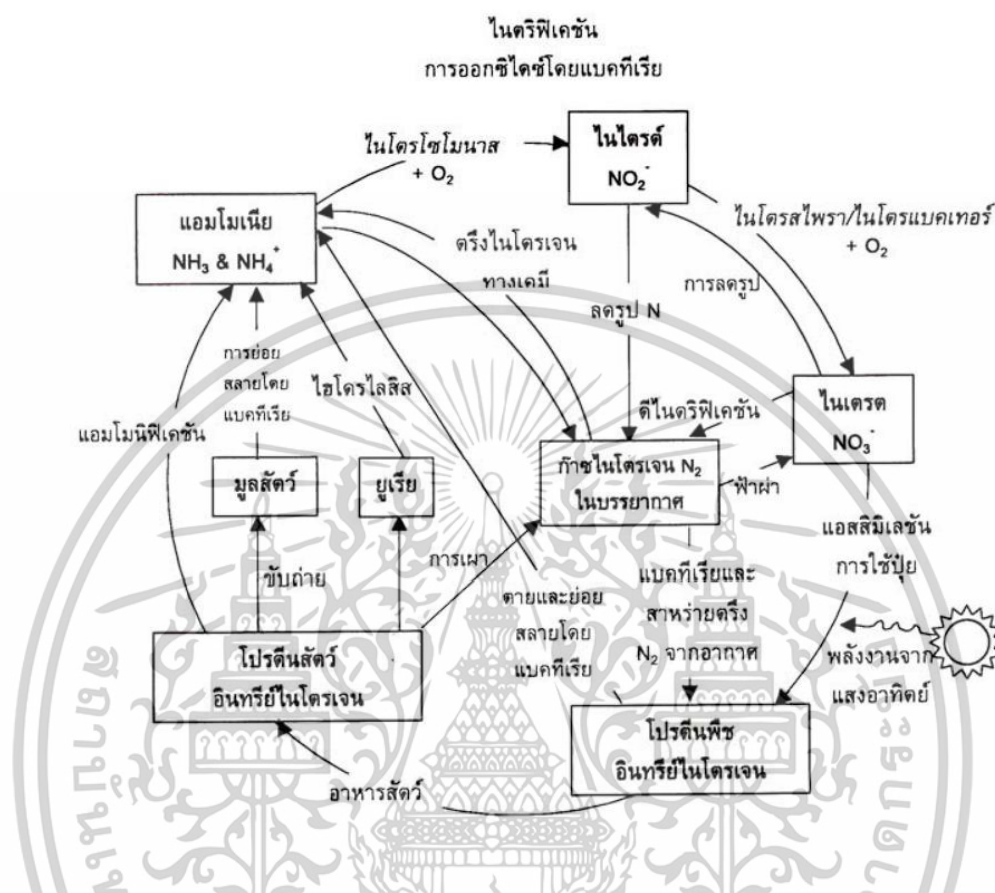 ไนตริฟิเคชัน
การออกซิไดซ์โดยแบคทีเรีย
ไนโตรโซโมนาส
+ O₂
ไนไตรต์
NO₂⁻
แอมโมเนีย
NH₃ & NH₄⁺
ตรึงไนโตรเจน
ทางเคมี
ลดรูป N
การลดรูป
ไนโตรสไพรา/ไนโตรแบคเทอร์
+ O₂
ไนเตรต
NO₃⁻
การย่อย
สลายโดย
แบคทีเรีย
ไฮโดรไลสิส
แอมโมนิฟิเคชัน
ดีไนตริฟิเคชัน
มูลสัตว์
ยูเรีย
ก๊าซไนโตรเจน N₂
ในบรรยากาศ
ฟ้าผ่า
ขับถ่าย
การเผา
ตายและย่อย
สลายโดย
แบคทีเรีย
แบคทีเรียและ
สาหร่ายตรึง
N₂ จากอากาศ
แอสสิมิเลชัน
การใช้ปุ๋ย
พลังงานจาก
แสงอาทิตย์
โปรตีนสัตว์
อินทรีย์ไนโตรเจน
โปรตีนพืช
อินทรีย์ไนโตรเจน
อาหารสัตว์